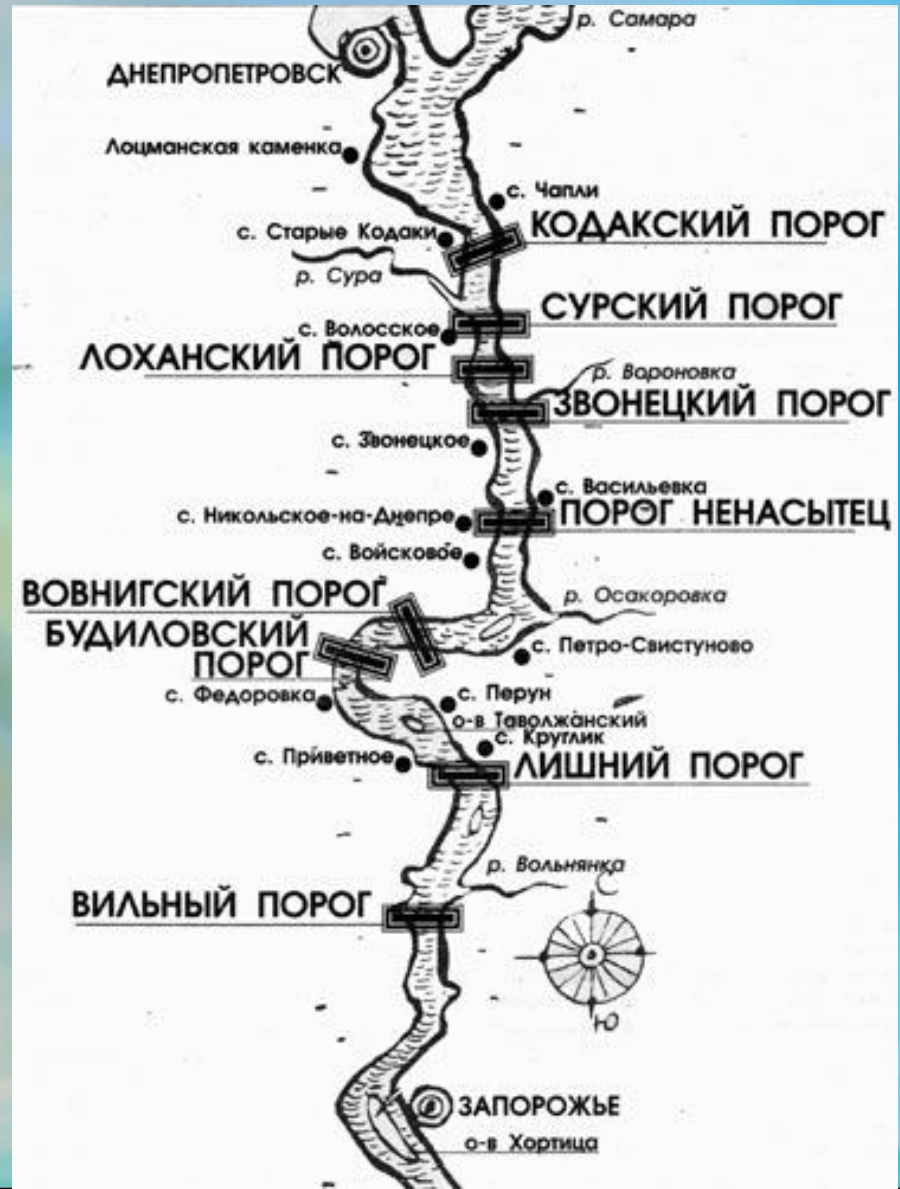 р. Самара
ДНЕПРОПЕТРОВСК
Лоцманская каменка
с. Чапли
КОДАКСКИЙ ПОРОГ
с. Старые Кодаки
р. Сура
СУРСКИЙ ПОРОГ
с. Волосское
ЛОХАНСКИЙ ПОРОГ
р. Вороновка
ЗВОНЕЦКИЙ ПОРОГ
с. Звонецкое
с. Васильевка
с. Никольское-на-Днепре
ПОРОГ НЕНАСЫТЕЦ
с. Войсковое
ВОВНИГСКИЙ ПОРОГ
р. Осакоровка
БУДИЛОВСКИЙ
ПОРОГ
с. Петро-Свистуново
с. Федоровка
с. Перун
о-в Таволжанский
с. Круглик
с. Приветное
ЛИШНИЙ ПОРОГ
р. Вольнянка
С
ВИЛЬНЫЙ ПОРОГ
Ю
ЗАПОРОЖЬЕ
о-в Хортица